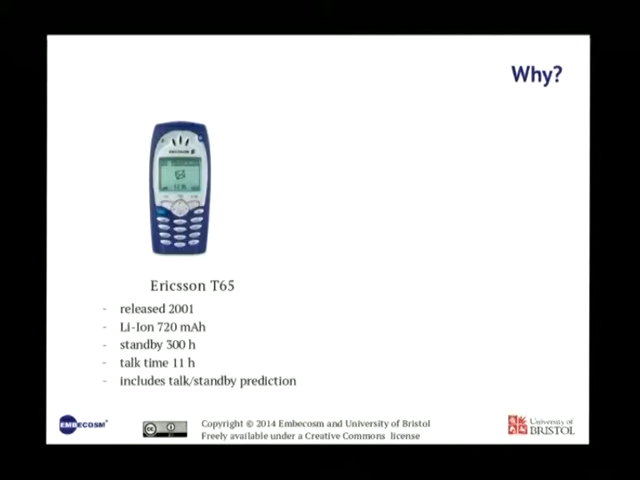 Why?
ERICSSON
Ericsson T65
- released 2001
- Li-Ion 720 mAh
- standby 300 h
- talk time 11 h
- includes talk/standby prediction
EMBECOSM®
Copyright © 2014 Embecosm and University of Bristol
Freely available under a Creative Commons license
University of
BRISTOL